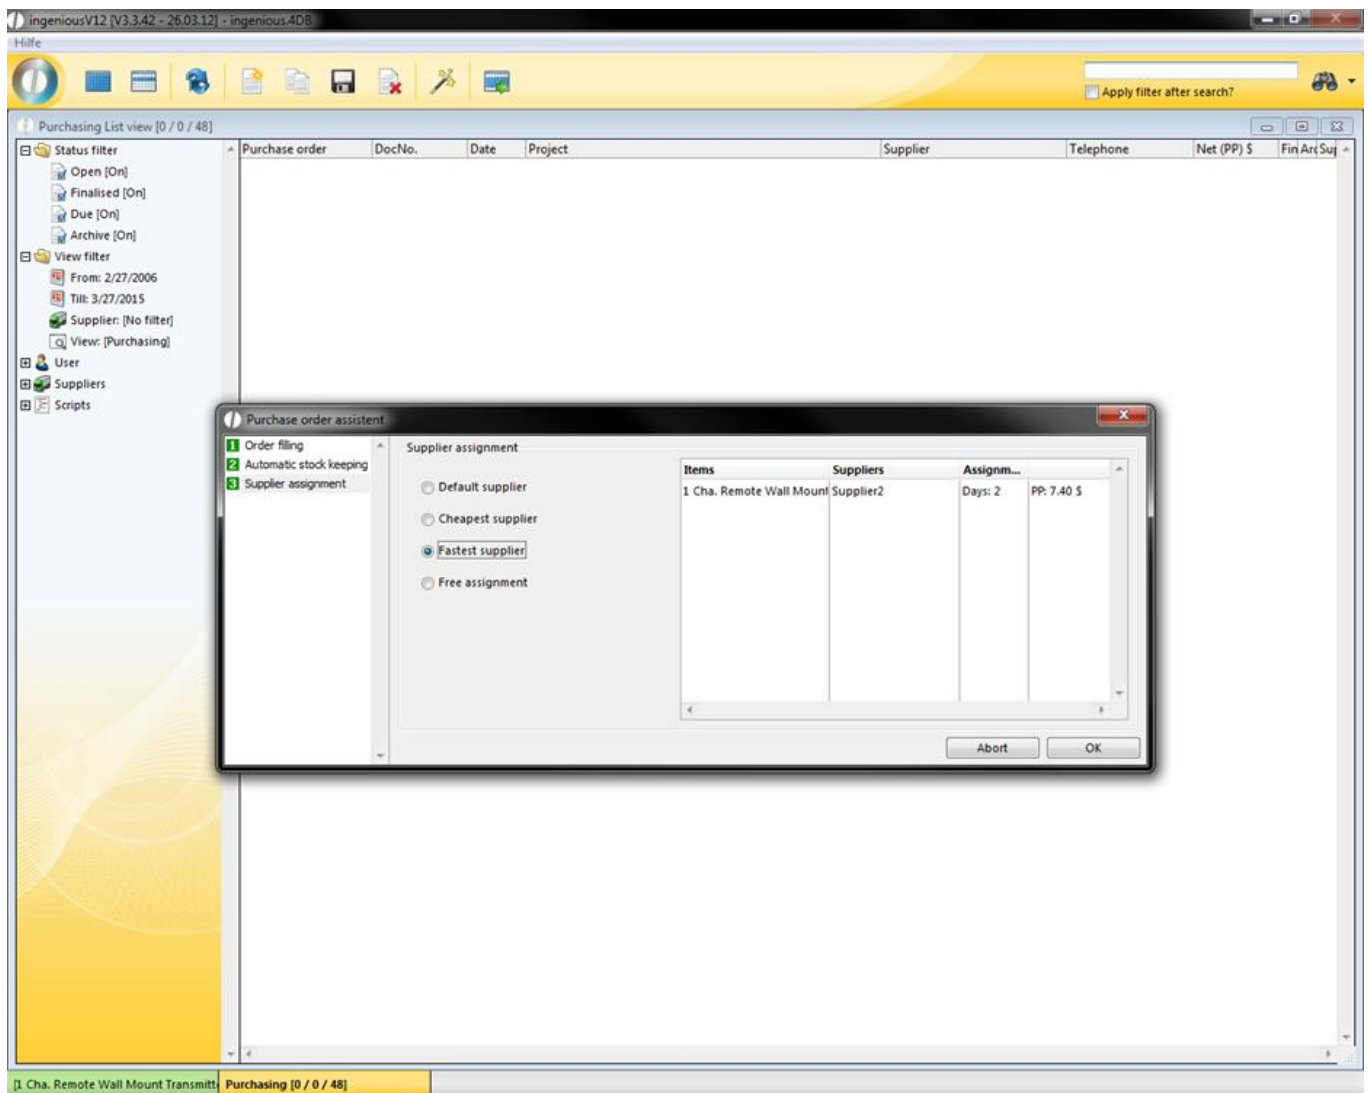 ingeniousV12 [V3.3.42 - 26.03.12] - ingenious.4DB
Hilfe
Apply filter after search?
Purchasing List view [0 / 0 / 48]
Status filter
Open [On]
Finalised [On]
Due [On]
Archive [On]
View filter
From: 2/27/2006
Till: 3/27/2015
Supplier: [No filter]
View: [Purchasing]
User
Suppliers
Scripts
Purchase order DocNo. Date Project Supplier Telephone Net (PP) $ Fin Arc Sup
Purchase order assistent
1 Order filling
2 Automatic stock keeping
3 Supplier assignment
Supplier assignment
Default supplier
Cheapest supplier
Fastest supplier
Free assignment
Items Suppliers Assignm...
1 Cha. Remote Wall Mount Supplier2 Days: 2 PP: 7.40 $
Abort OK
[1 Cha. Remote Wall Mount Transmitt Purchasing [0 / 0 / 48]